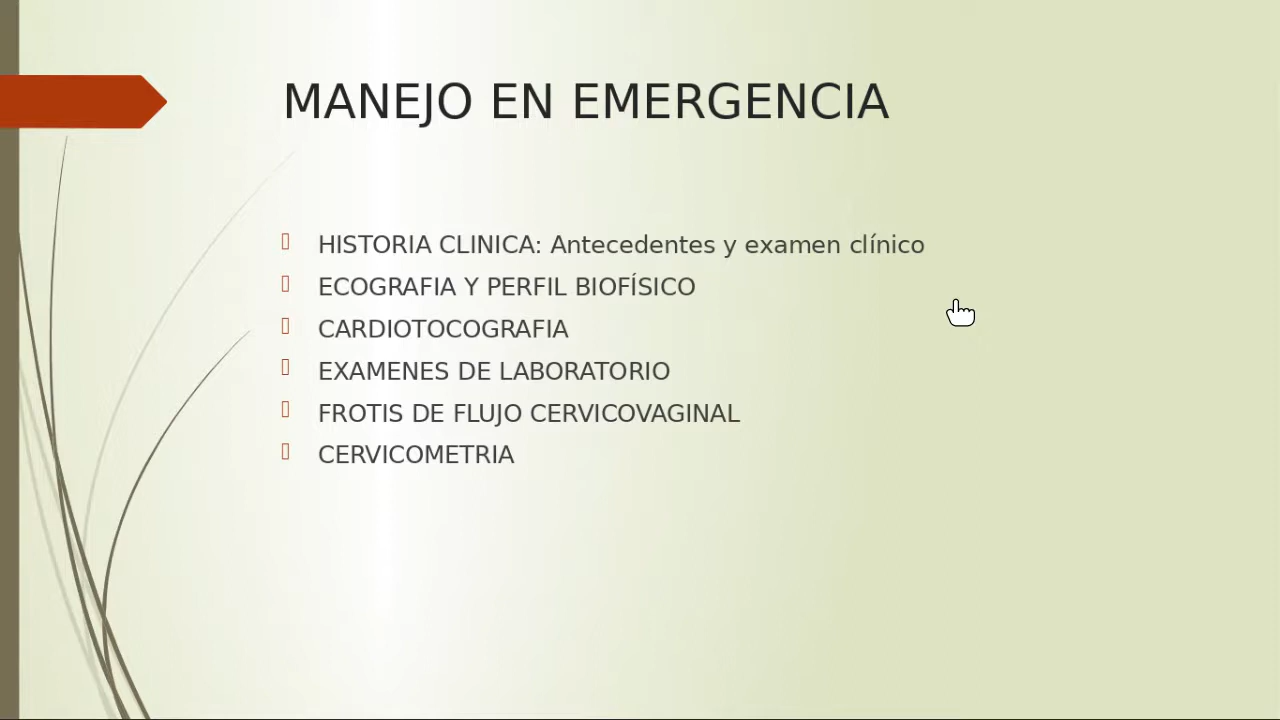 MANEJO EN EMERGENCIA
HISTORIA CLINICA: Antecedentes y examen clínico
ECOGRAFIA Y PERFIL BIOFÍSICO
CARDIOTOCOGRAFIA
EXAMENES DE LABORATORIO
FROTIS DE FLUJO CERVICOVAGINAL
CERVICOMETRIA